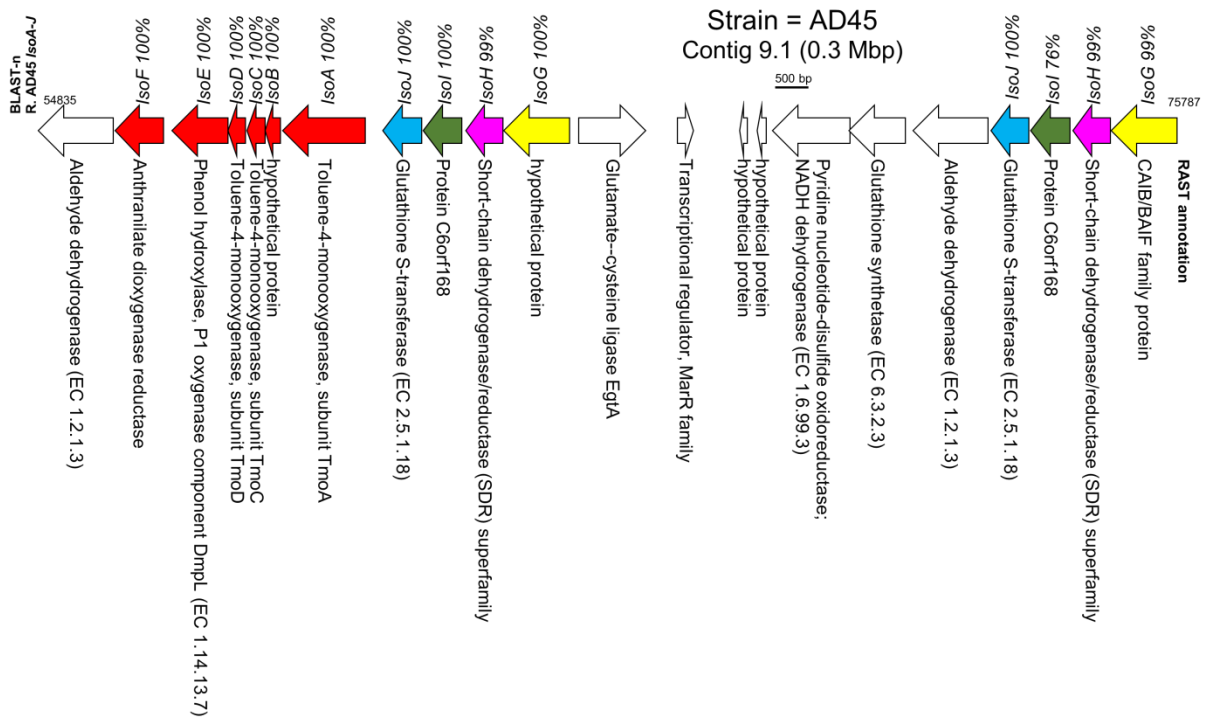 Strain = AD45
Contig 9.1 (0.3 Mbp)
500 bp
BLAST-n
R. AD45 IsoA-J
54835
75787
IsoF 100%
IsoE 100%
IsoD 100%
IsoC 100%
IsoB 100%
IsoA 100%
IsoJ 100%
IsoI 100%
IsoH 99%
IsoG 100%
IsoJ 100%
IsoI 76%
IsoH 99%
IsoG 99%
RAST annotation
Aldehyde dehydrogenase (EC 1.2.1.3)
Anthranilate dioxygenase reductase
Phenol hydroxylase, P1 oxygenase component DmpL (EC 1.14.13.7)
Toluene-4-monooxygenase, subunit TmoD
Toluene-4-monooxygenase, subunit TmoC
hypothetical protein
Toluene-4-monooxygenase, subunit TmoA
Glutathione S-transferase (EC 2.5.1.18)
Protein C6orf168
Short-chain dehydrogenase/reductase (SDR) superfamily
hypothetical protein
Glutamate--cysteine ligase EgtA
Transcriptional regulator, MarR family
hypothetical protein
hypothetical protein
Pyridine nucleotide-disulfide oxidoreductase;
NADH dehydrogenase (EC 1.6.99.3)
Glutathione synthetase (EC 6.3.2.3)
Aldehyde dehydrogenase (EC 1.2.1.3)
Glutathione S-transferase (EC 2.5.1.18)
Protein C6orf168
Short-chain dehydrogenase/reductase (SDR) superfamily
CAIB/BAIF family protein